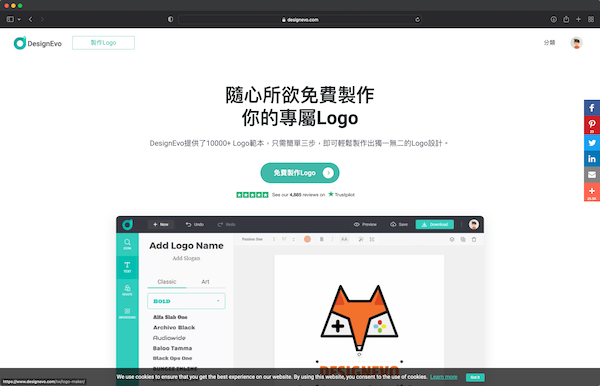 designevo.com
DesignEvo
製作Logo
分類
隨心所欲免費製作
你的專屬Logo
DesignEvo提供了10000+ Logo範本，只需簡單三步，即可輕鬆製作出獨一無二的Logo設計。
免費製作Logo
See our 4,885 reviews on Trustpilot
New Undo Redo Preview Save Download
Add Logo Name
Add Slogan
TEXT
Classic Art
BOLD
Alfa Slab One
Archivo Black
Audiowide
Baloo Tamma
Black Ops One
BUNGEE INLINE
DESIGNEVO
https://www.designevo.com/tw/logo-maker/
We use cookies to ensure that you get the best experience on our website. By using this website, you consent to the use of cookies. Learn more Got it